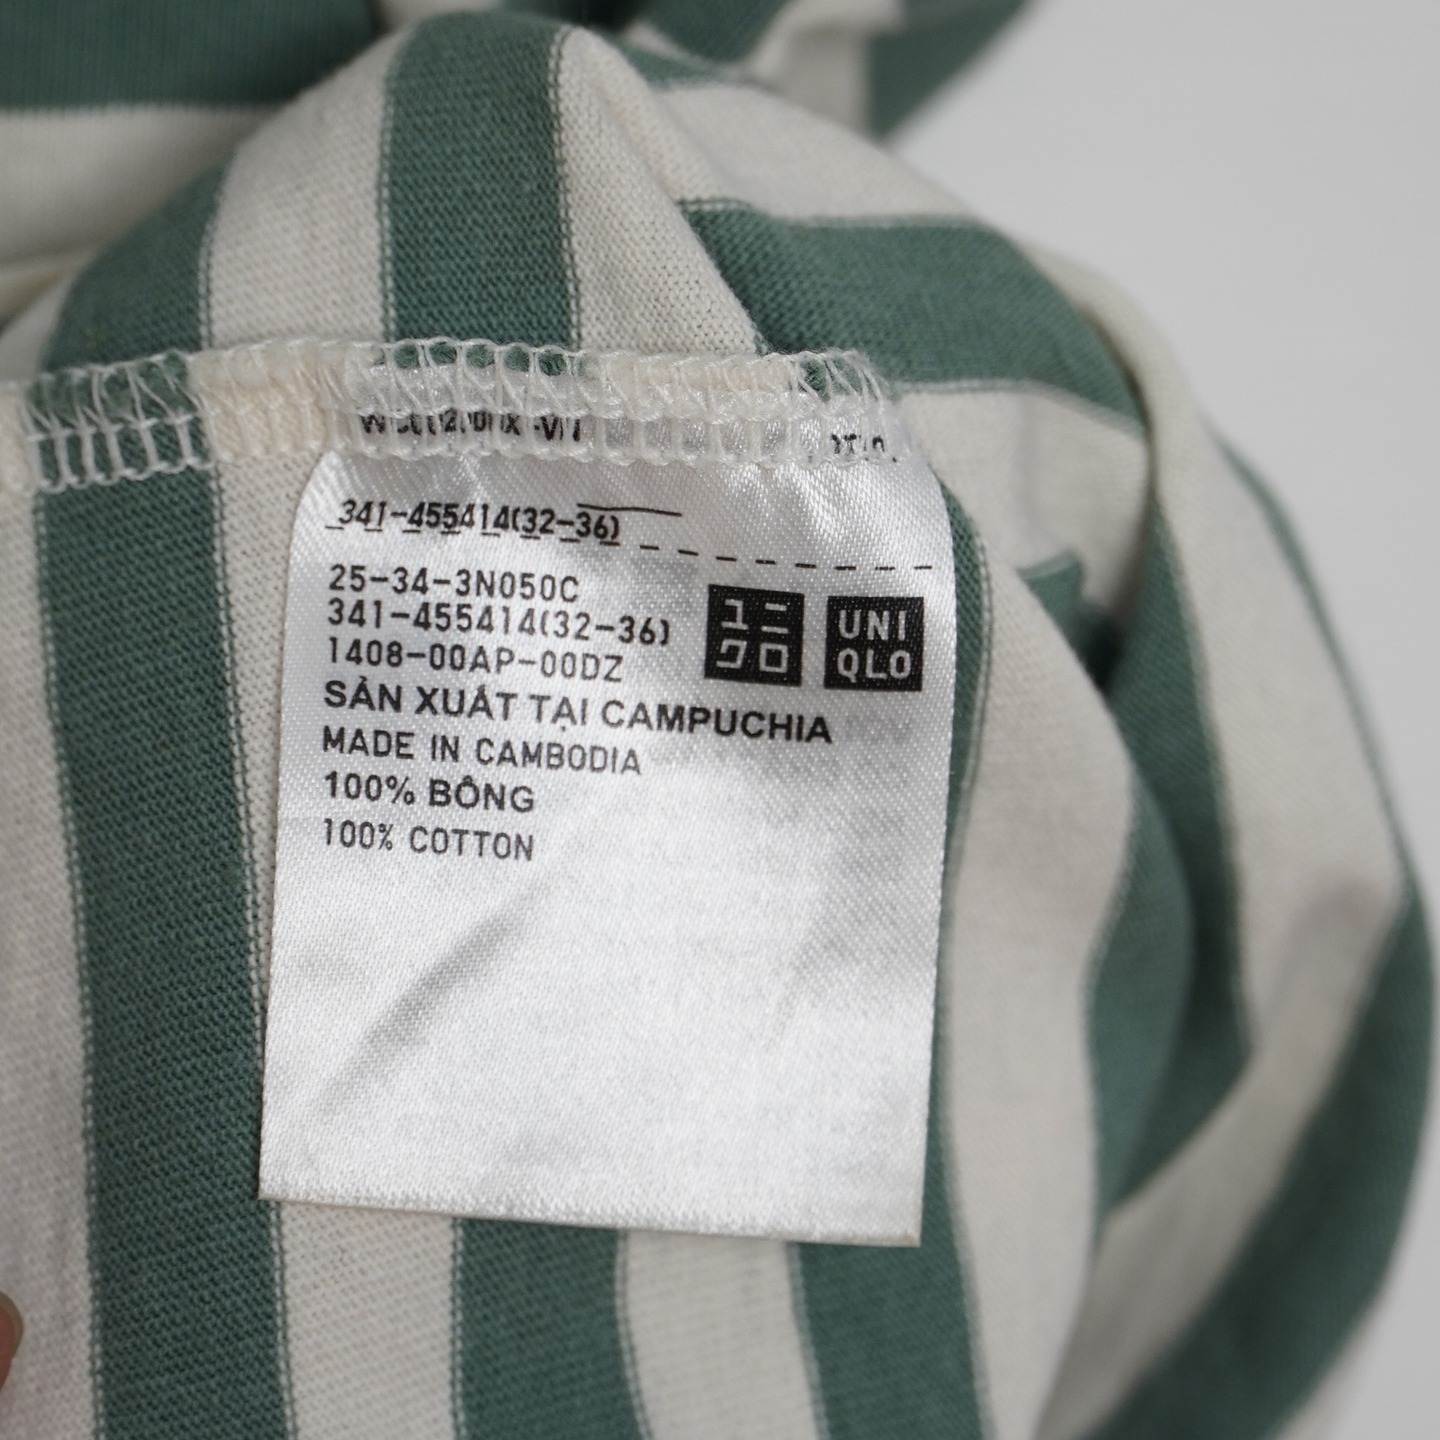 341-455414(32-36)
25-34-3N050C
341-455414(32-36)
1408-00AP-00DZ
ユニ
クロ
UNI
QLO
SẢN XUẤT TẠI CAMPUCHIA
MADE IN CAMBODIA
100% BÔNG
100% COTTON